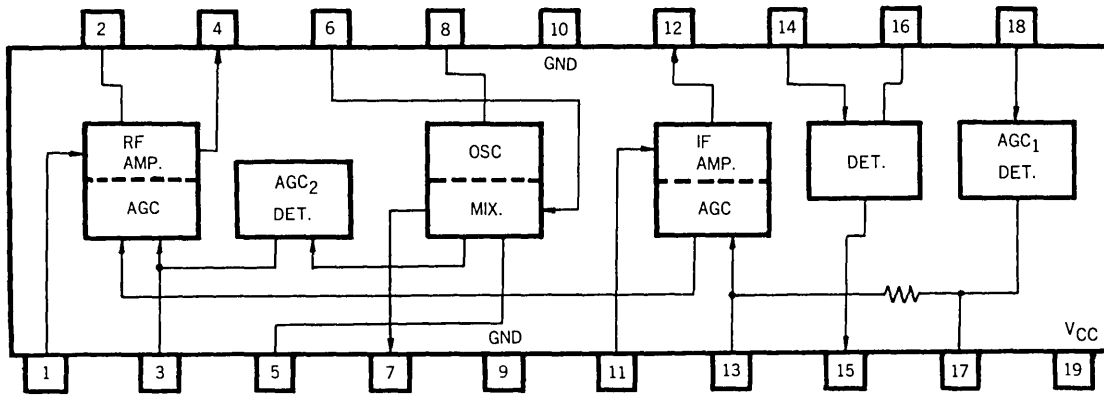 2 4 6 8 10 12 14 16 18
GND
RF
AMP.
AGC
AGC2
DET.
OSC
MIX.
IF
AMP.
AGC
DET.
AGC1
DET.
GND
VCC
1 3 5 7 9 11 13 15 17 19